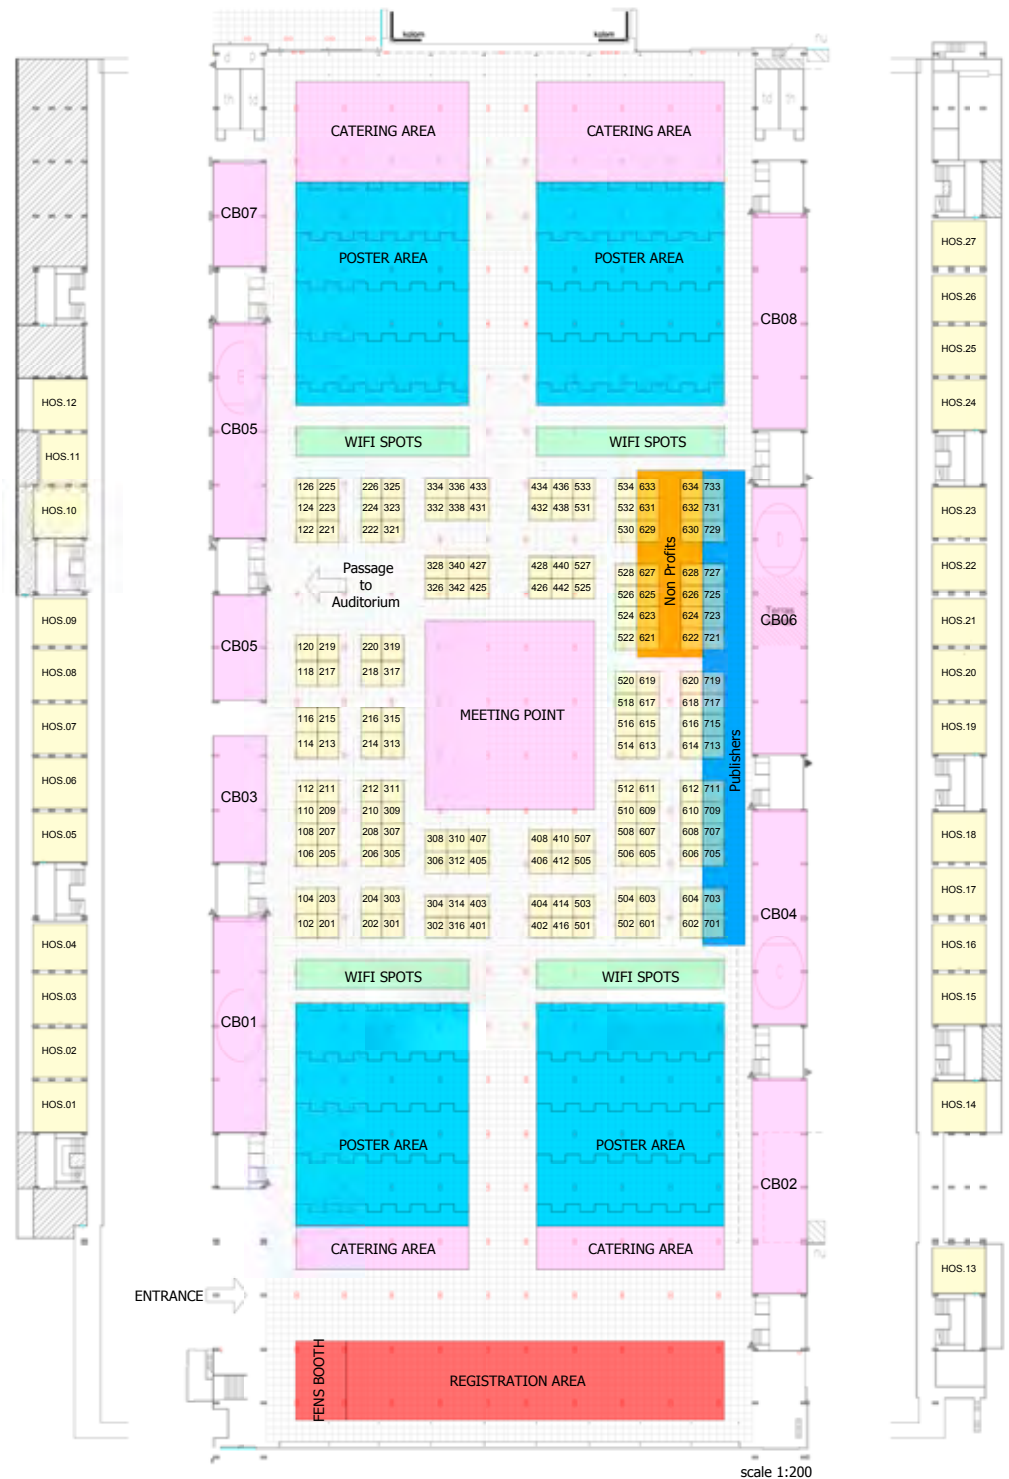 kolom kolom
CATERING AREA CATERING AREA
CB07
HOS.27
POSTER AREA POSTER AREA
HOS.26
CB08
HOS.25
HOS.12
HOS.24
CB05
WIFI SPOTS WIFI SPOTS
HOS.11
126 225 226 325 334 336 433 434 436 533 534 633 634 733
124 223 224 323 332 338 431 432 438 531 532 631 632 731
HOS.10
HOS.23
122 221 222 321 530 629 630 729
Non Profits
Passage
to
Auditorium
328 340 427 428 440 527 528 627 628 727
HOS.22
326 342 425 426 442 525 526 625 626 725
Terras
524 623 624 723
CB06
HOS.09
HOS.21
522 621 622 721
120 219 220 319
CB05
118 217 218 317
HOS.08
HOS.20
520 619 620 719
518 617 618 717
MEETING POINT
HOS.07
HOS.19
116 215 216 315 516 615 616 715
114 213 214 313 514 613 614 713
Publishers
HOS.06
112 211 212 311 512 611 612 711
CB03
110 209 210 309 510 609 610 709
HOS.05
HOS.18
108 207 208 307 508 607 608 707
308 310 407 408 410 507
106 205 206 305 506 605 606 705
306 312 405 406 412 505
HOS.17
104 203 204 303 504 603 604 703
304 314 403 404 414 503
CB04
102 201 202 301 502 601 602 701
302 316 401 402 416 501
HOS.04
HOS.16
WIFI SPOTS WIFI SPOTS
HOS.03
HOS.15
CB01
HOS.02
HOS.01
HOS.14
POSTER AREA POSTER AREA
CB02
CATERING AREA CATERING AREA
HOS.13
ENTRANCE
FENS BOOTH
REGISTRATION AREA
scale 1:200